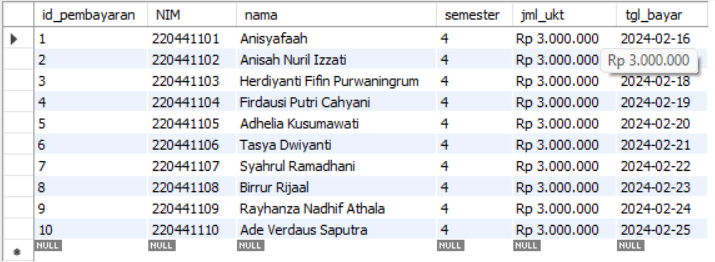 id_pembayaran NIM nama semester jml_ukt tgl_bayar
1 220441101 Anisyafaah 4 Rp 3.000.000 2024-02-16
2 220441102 Anisah Nuril Izzati 4 Rp 3.000.000
3 220441103 Herdiyanti Fifin Purwaningrum 4 Rp 3.000.000 2024-02-18
4 220441104 Firdausi Putri Cahyani 4 Rp 3.000.000 2024-02-19
5 220441105 Adhelia Kusumawati 4 Rp 3.000.000 2024-02-20
6 220441106 Tasya Dwiyanti 4 Rp 3.000.000 2024-02-21
7 220441107 Syahrul Ramadhani 4 Rp 3.000.000 2024-02-22
8 220441108 Birrur Rijaal 4 Rp 3.000.000 2024-02-23
9 220441109 Rayhanza Nadhif Athala 4 Rp 3.000.000 2024-02-24
10 220441110 Ade Verdaus Saputra 4 Rp 3.000.000 2024-02-25
NULL NULL NULL NULL NULL NULL